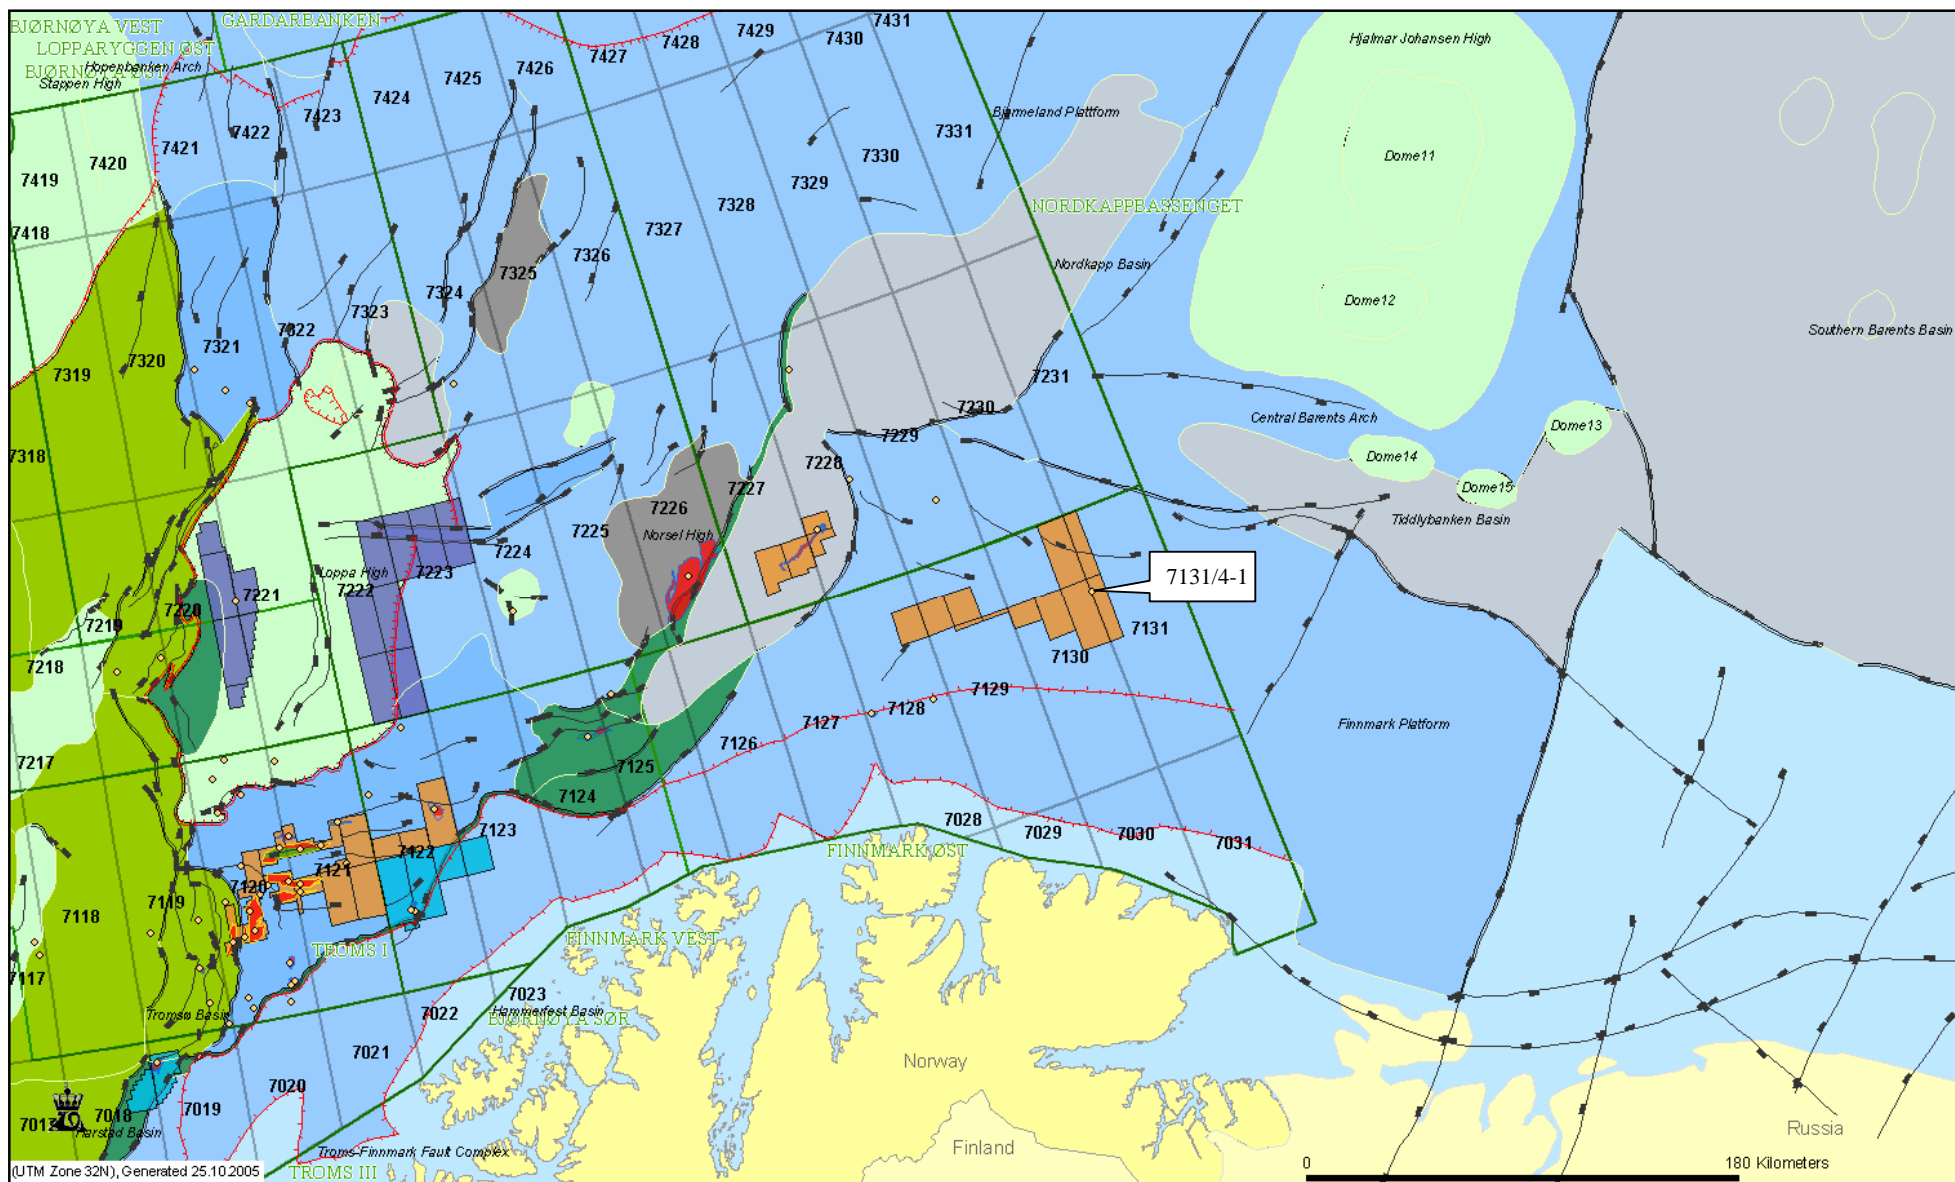 BJØRNØYA VEST
GARDARBANKEN
LOPPARYGGEN ØST
Hopenbanken Arch
BJØRNØYA ØST
Stappen High
7431
7430
7429
7428
7427
7426
7425
7424
7423
7422
7421
7420
7419
7418
Hjalmar Johansen High
Bjarmeland Plattform
Dome11
7331
7330
7329
7328
7327
7326
7325
7324
7323
7322
7321
7320
7319
7318
NORDKAPPBASSENGET
Nordkapp Basin
Dome12
Southern Barents Basin
7231
7230
7229
7228
7227
7226
7225
7224
7223
7222
7221
7220
7219
7218
7217
Central Barents Arch
Dome13
Dome14
Dome15
Tiddlybanken Basin
Norsel High
Loppa High
7131/4-1
7131
7130
7129
7128
7127
7126
7125
7124
7123
7122
7121
7120
7119
7118
7117
Finnmark Platform
7028
7029
7030
7031
FINNMARK ØST
FINNMARK VEST
TROMS I
7023
Hammerfest Basin
BJØRNØYA SØR
7022
7021
7020
7019
7018
Tromsø Basin
Harstad Basin
Troms-Finnmark Fault Complex
TROMS III
Norway
Finland
Russia
(UTM Zone 32N), Generated 25.10.2005
0
180 Kilometers